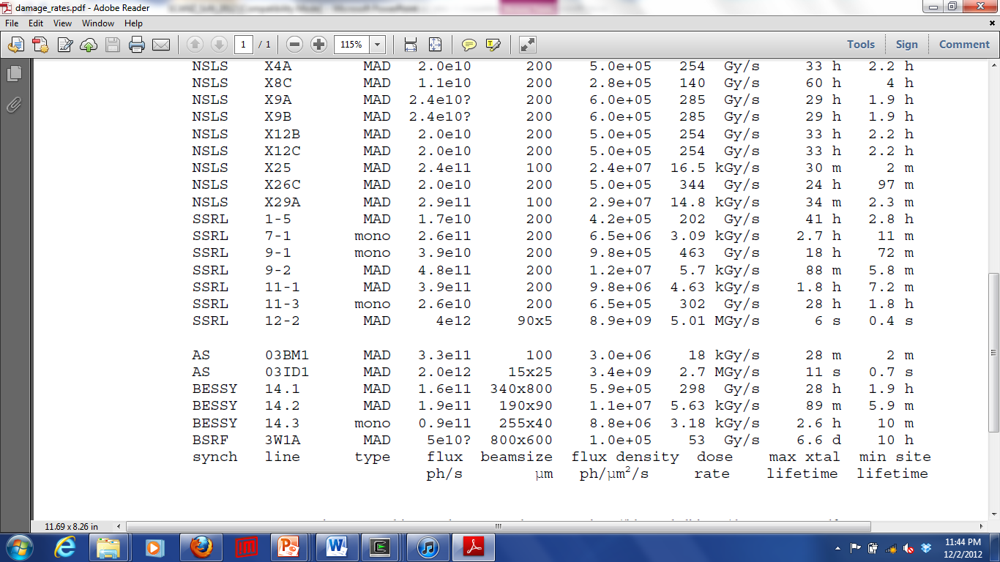 damage_rates.pdf - Adobe Reader
File Edit View Window Help
1 / 1 115% Tools Sign Comment
NSLS X4A MAD 2.0e10 200 5.0e+05 254 Gy/s 33 h 2.2 h
NSLS X8C MAD 1.1e10 200 2.8e+05 140 Gy/s 60 h 4 h
NSLS X9A MAD 2.4e10? 200 6.0e+05 285 Gy/s 29 h 1.9 h
NSLS X9B MAD 2.4e10? 200 6.0e+05 285 Gy/s 29 h 1.9 h
NSLS X12B MAD 2.0e10 200 5.0e+05 254 Gy/s 33 h 2.2 h
NSLS X12C MAD 2.0e10 200 5.0e+05 254 Gy/s 33 h 2.2 h
NSLS X25 MAD 2.4e11 100 2.4e+07 16.5 kGy/s 30 m 2 m
NSLS X26C MAD 2.0e10 200 5.0e+05 344 Gy/s 24 h 97 m
NSLS X29A MAD 2.9e11 100 2.9e+07 14.8 kGy/s 34 m 2.3 m
SSRL 1-5 MAD 1.7e10 200 4.2e+05 202 Gy/s 41 h 2.8 h
SSRL 7-1 mono 2.6e11 200 6.5e+06 3.09 kGy/s 2.7 h 11 m
SSRL 9-1 mono 3.9e10 200 9.8e+05 463 Gy/s 18 h 72 m
SSRL 9-2 MAD 4.8e11 200 1.2e+07 5.7 kGy/s 88 m 5.8 m
SSRL 11-1 MAD 3.9e11 200 9.8e+06 4.63 kGy/s 1.8 h 7.2 m
SSRL 11-3 mono 2.6e10 200 6.5e+05 302 Gy/s 28 h 1.8 h
SSRL 12-2 MAD 4e12 90x5 8.9e+09 5.01 MGy/s 6 s 0.4 s
AS 03BM1 MAD 3.3e11 100 3.0e+06 18 kGy/s 28 m 2 m
AS 03ID1 MAD 2.0e12 15x25 3.4e+09 2.7 MGy/s 11 s 0.7 s
BESSY 14.1 MAD 1.6e11 340x800 5.9e+05 298 Gy/s 28 h 1.9 h
BESSY 14.2 MAD 1.9e11 190x90 1.1e+07 5.63 kGy/s 89 m 5.9 m
BESSY 14.3 mono 0.9e11 255x40 8.8e+06 3.18 kGy/s 2.6 h 10 m
BSRF 3W1A MAD 5e10? 800x600 1.0e+05 53 Gy/s 6.6 d 10 h
synch line type flux beamsize flux density dose max xtal min site
ph/s µm ph/µm²/s rate lifetime lifetime
11.69 x 8.26 in
11:44 PM
12/2/2012